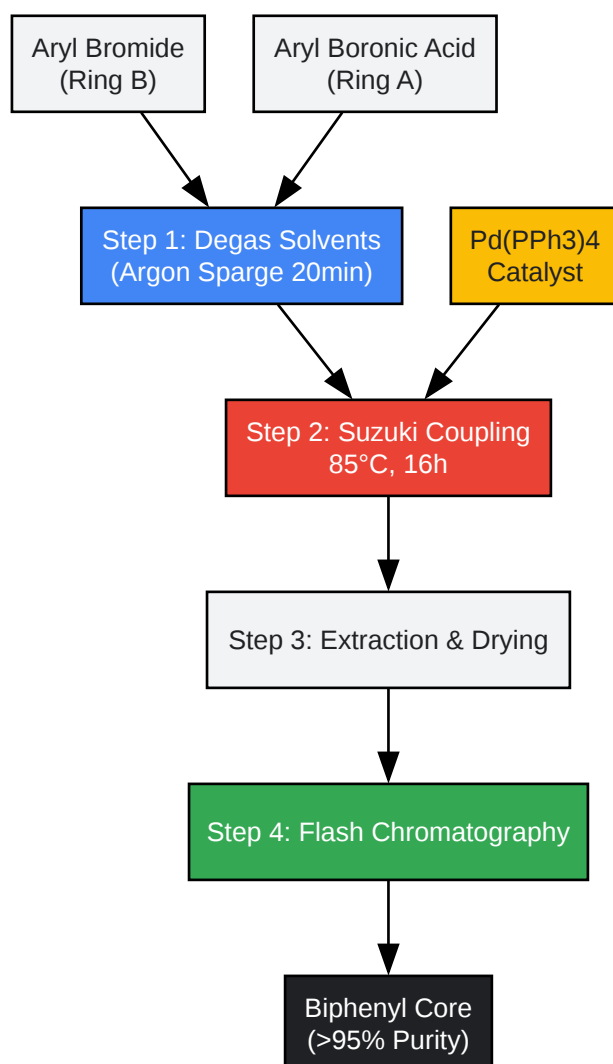 Aryl Bromide
(Ring B)
Aryl Boronic Acid
(Ring A)
Step 1: Degas Solvents
(Argon Sparge 20min)
Pd(PPh3)4
Catalyst
Step 2: Suzuki Coupling
85°C, 16h
Step 3: Extraction & Drying
Step 4: Flash Chromatography
Biphenyl Core
(>95% Purity)